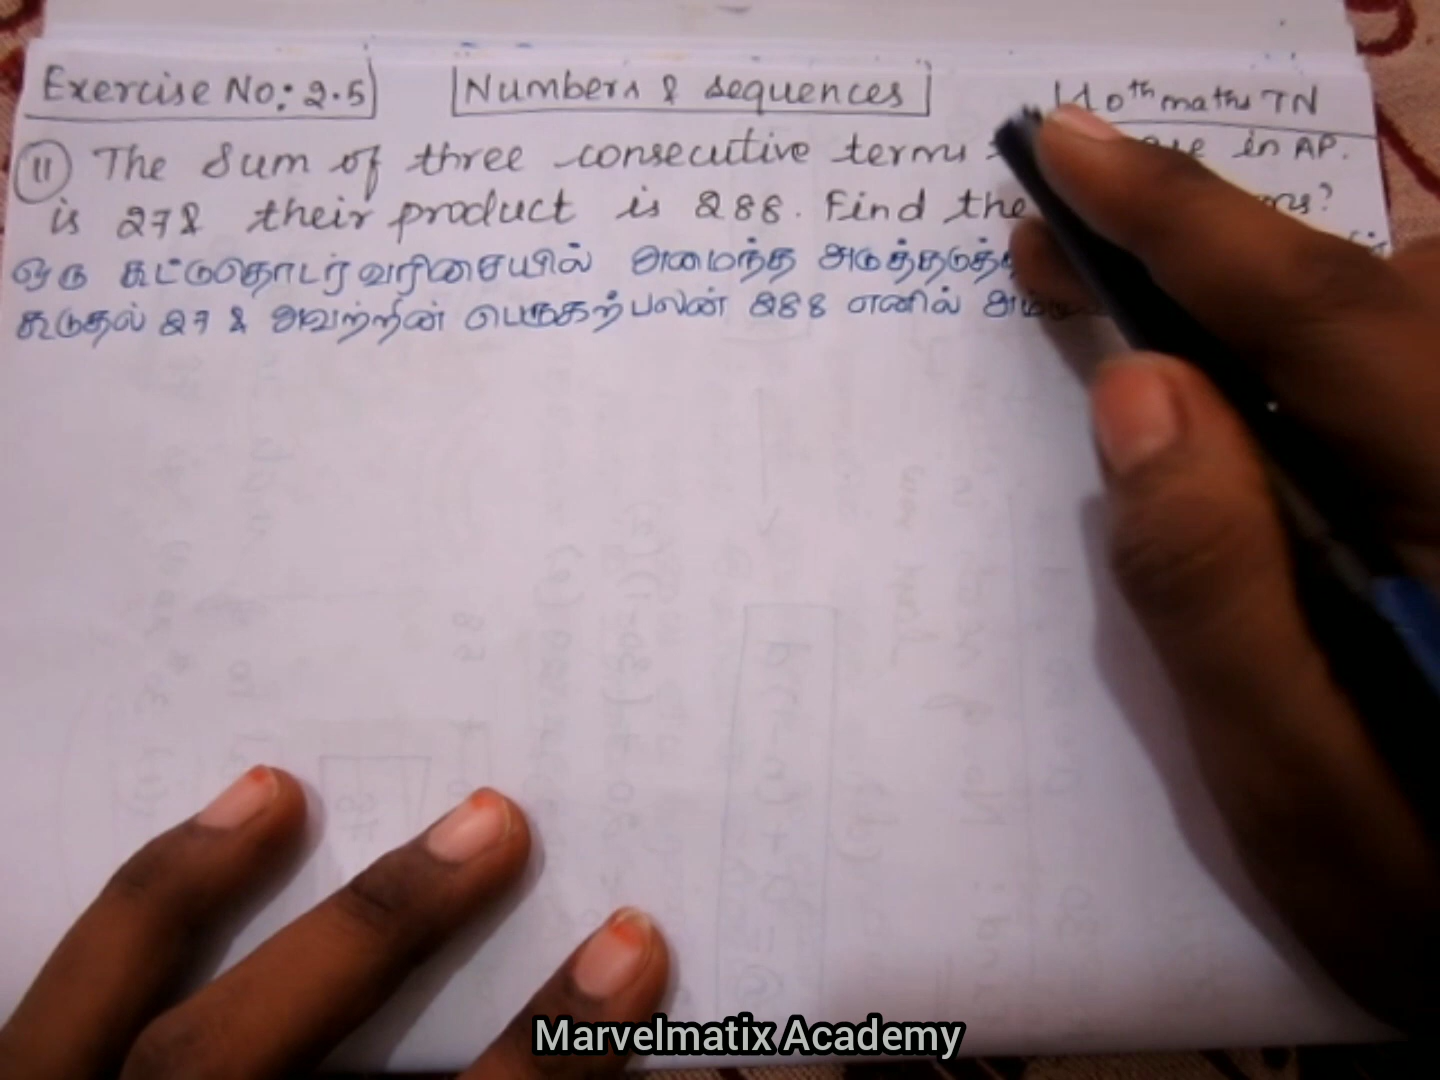 Exercise No: 2.5
Numbers & sequences
10th maths TN
11 The Sum of three consecutive terms in AP.
is 27 & their product is 288. Find the
ஒரு கூட்டுதொடர் வரிசையில் அமைந்த
கூடுதல் 27 & அவற்றின் பெருகற்பலன் 288 எனில்
Marvelmatix Academy